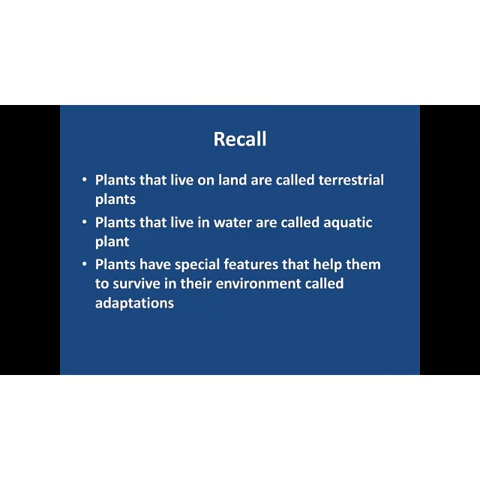 Recall
• Plants that live on land are called terrestrial
plants
• Plants that live in water are called aquatic
plant
• Plants have special features that help them
to survive in their environment called
adaptations